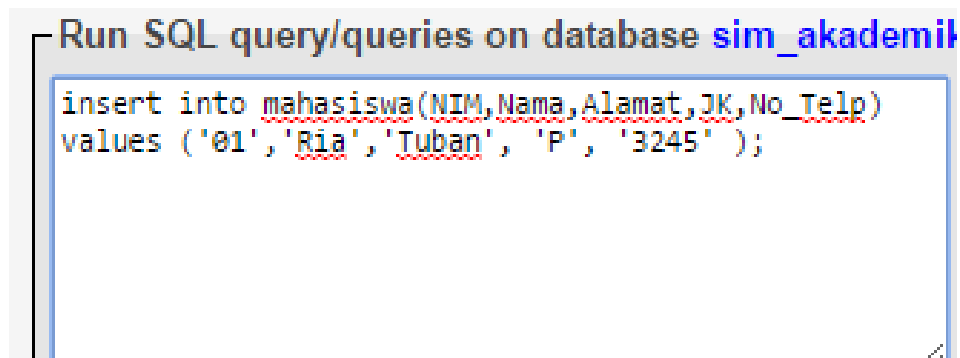 Run SQL query/queries on database sim_akademik
insert into mahasiswa(NIM,Nama,Alamat,JK,No_Telp)
values ('01','Ria','Tuban', 'P', '3245' );